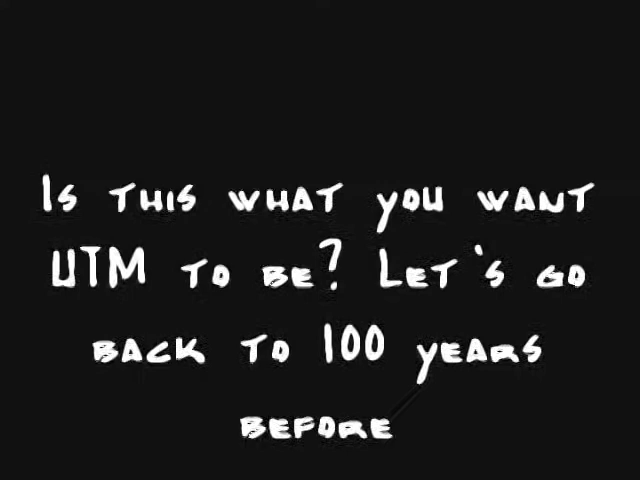 Is this what you want
UTM to be? Let's go
back to 100 years
before